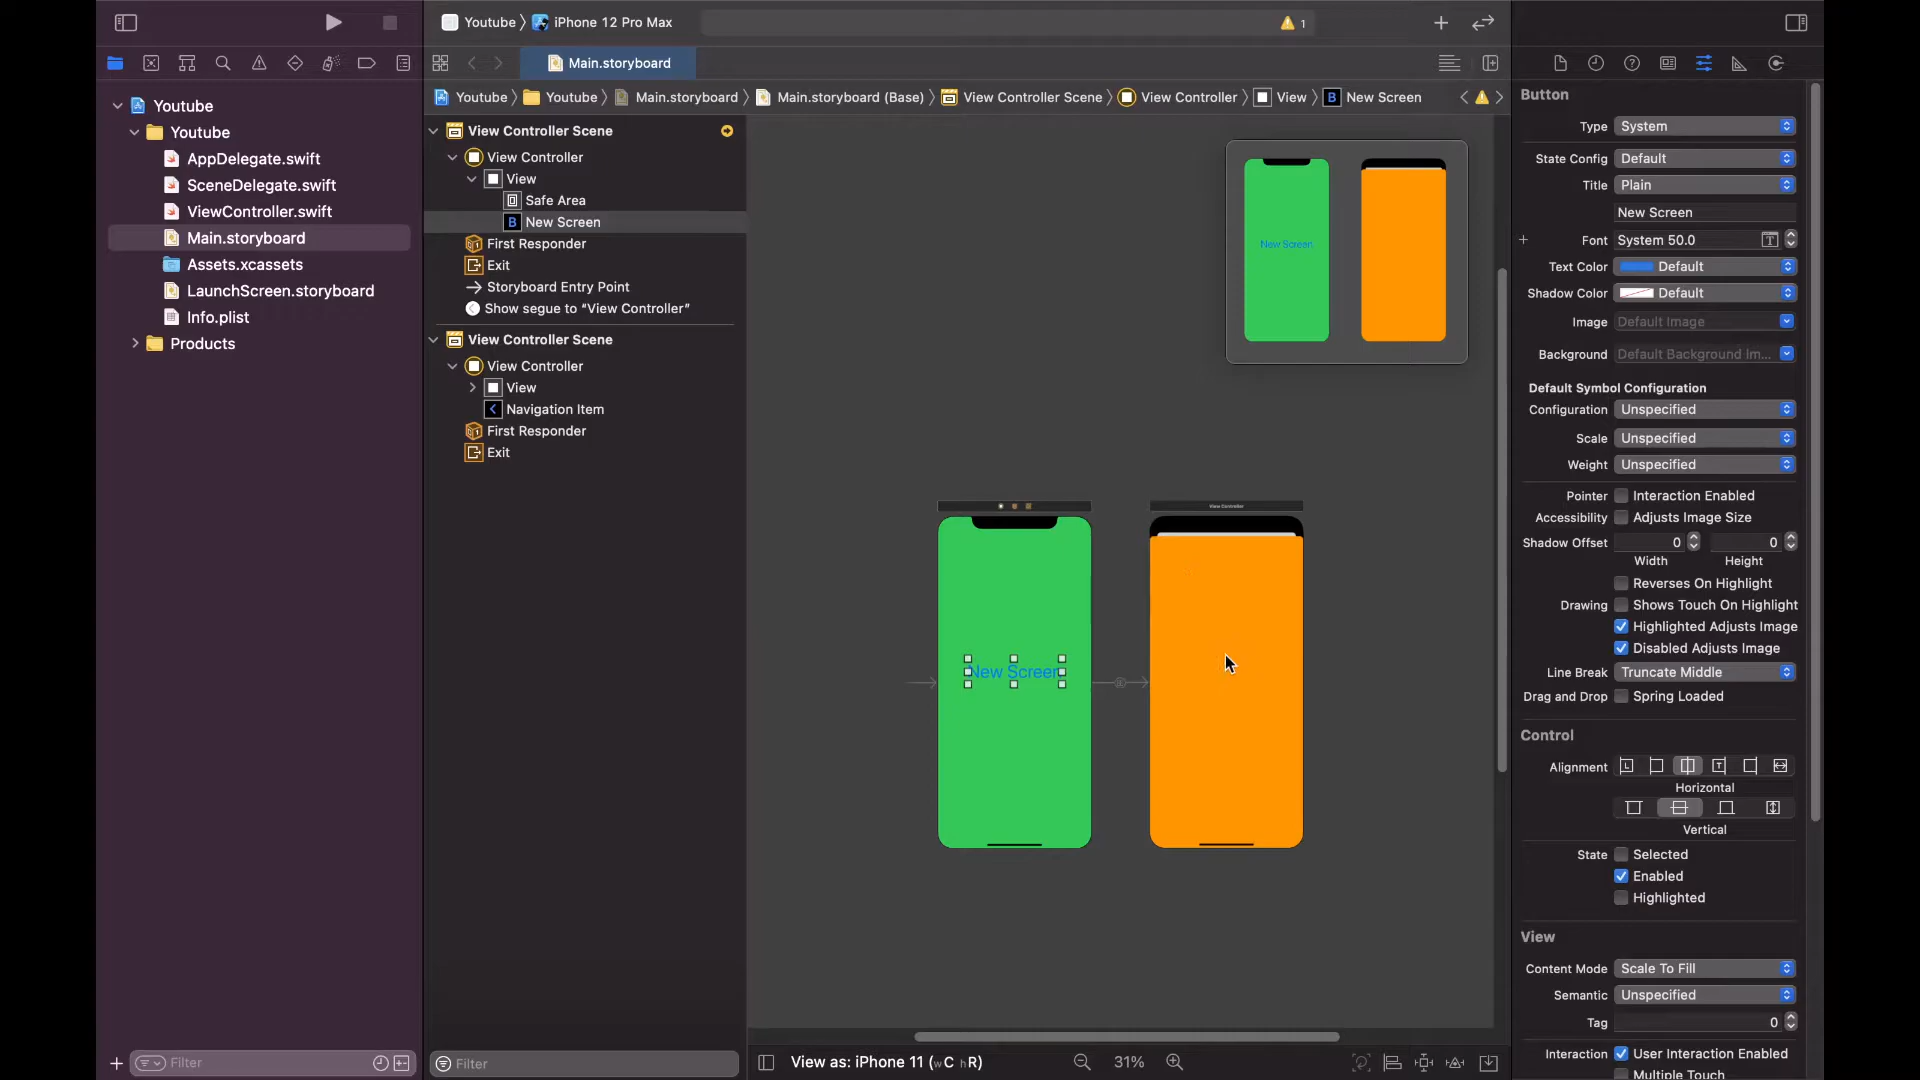 Youtube
iPhone 12 Pro Max
1
Main.storyboard
Youtube
Youtube
Main.storyboard
Main.storyboard (Base)
View Controller Scene
View Controller
View
B New Screen
Youtube
Youtube
AppDelegate.swift
SceneDelegate.swift
ViewController.swift
Main.storyboard
Assets.xcassets
LaunchScreen.storyboard
Info.plist
Products
Filter
View Controller Scene
View Controller
View
Safe Area
B New Screen
First Responder
Exit
Storyboard Entry Point
Show segue to “View Controller”
View Controller Scene
View Controller
View
Navigation Item
First Responder
Exit
Filter
New Screen
View Controller
New Screen
View as: iPhone 11 (wC hR)
31%
Button
Type System
State Config Default
Title Plain
New Screen
Font System 50.0
Text Color Default
Shadow Color Default
Image Default Image
Background Default Background Im...
Default Symbol Configuration
Configuration Unspecified
Scale Unspecified
Weight Unspecified
Pointer Interaction Enabled
Accessibility Adjusts Image Size
Shadow Offset 0 0
Width Height
Reverses On Highlight
Drawing Shows Touch On Highlight
Highlighted Adjusts Image
Disabled Adjusts Image
Line Break Truncate Middle
Drag and Drop Spring Loaded
Control
Alignment
Horizontal
Vertical
State Selected
Enabled
Highlighted
View
Content Mode Scale To Fill
Semantic Unspecified
Tag 0
Interaction User Interaction Enabled
Multiple Touch